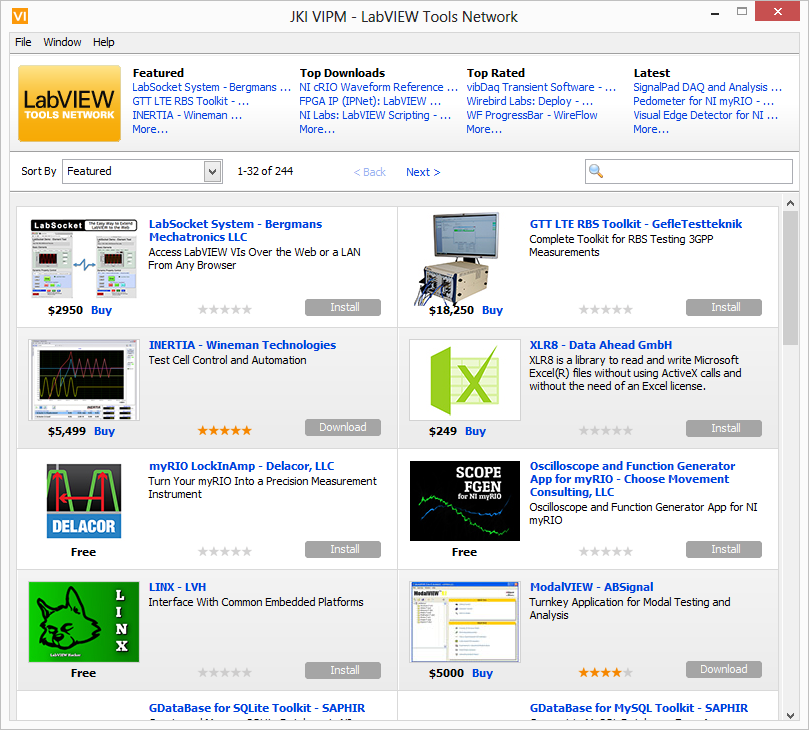 VI
JKI VIPM - LabVIEW Tools Network
File Window Help
LabVIEW
TOOLS NETWORK
Featured
LabSocket System - Bergmans ...
GTT LTE RBS Toolkit - ...
INERTIA - Wineman ...
More...
Top Downloads
NI cRIO Waveform Reference ...
FPGA IP (IPNet): LabVIEW ...
NI Labs: LabVIEW Scripting - ...
More...
Top Rated
vibDaq Transient Software - ...
Wirebird Labs: Deploy - ...
WF ProgressBar - WireFlow
More...
Latest
SignalPad DAQ and Analysis ...
Pedometer for NI myRIO - ...
Visual Edge Detector for NI ...
More...
Sort By Featured 1-32 of 244 < Back Next >
LabSocket
The Easy Way to Extend
LabVIEW to the Web
LabSocket System - Bergmans
Mechatronics LLC
Access LabVIEW VIs Over the Web or a LAN
From Any Browser
$2950 Buy
Install
GTT LTE RBS Toolkit - GefleTestteknik
Complete Toolkit for RBS Testing 3GPP
Measurements
$18,250 Buy
Install
INERTIA - Wineman Technologies
Test Cell Control and Automation
$5,499 Buy
Download
XLR8 - Data Ahead GmbH
XLR8 is a library to read and write Microsoft
Excel(R) files without using ActiveX calls and
without the need of an Excel license.
$249 Buy
Install
DELACOR
myRIO LockInAmp - Delacor, LLC
Turn Your myRIO Into a Precision Measurement
Instrument
Free
Install
SCOPE
FGEN
for NI myRIO
Oscilloscope and Function Generator
App for myRIO - Choose Movement
Consulting, LLC
Oscilloscope and Function Generator App for NI
myRIO
Free
Install
LINX
LabVIEW Hacker
LINX - LVH
Interface With Common Embedded Platforms
Free
Install
ModalVIEW
ModalVIEW - ABSignal
Turnkey Application for Modal Testing and
Analysis
$5000 Buy
Download
GDataBase for SQLite Toolkit - SAPHIR
GDataBase for MySQL Toolkit - SAPHIR